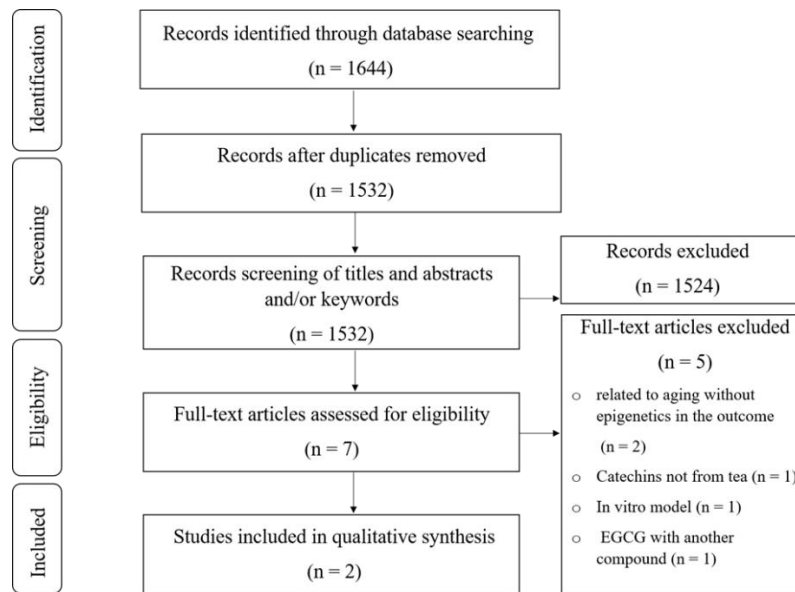 Identification
Records identified through database searching
(n = 1644)
Records after duplicates removed
(n = 1532)
Screening
Records screening of titles and abstracts
and/or keywords
(n = 1532)
Records excluded
(n = 1524)
Eligibility
Full-text articles assessed for eligibility
(n = 7)
Full-text articles excluded
(n = 5)
o related to aging without
epigenetics in the outcome
(n = 2)
o Catechins not from tea (n = 1)
o In vitro model (n = 1)
o EGCG with another
compound (n = 1)
Included
Studies included in qualitative synthesis
(n = 2)